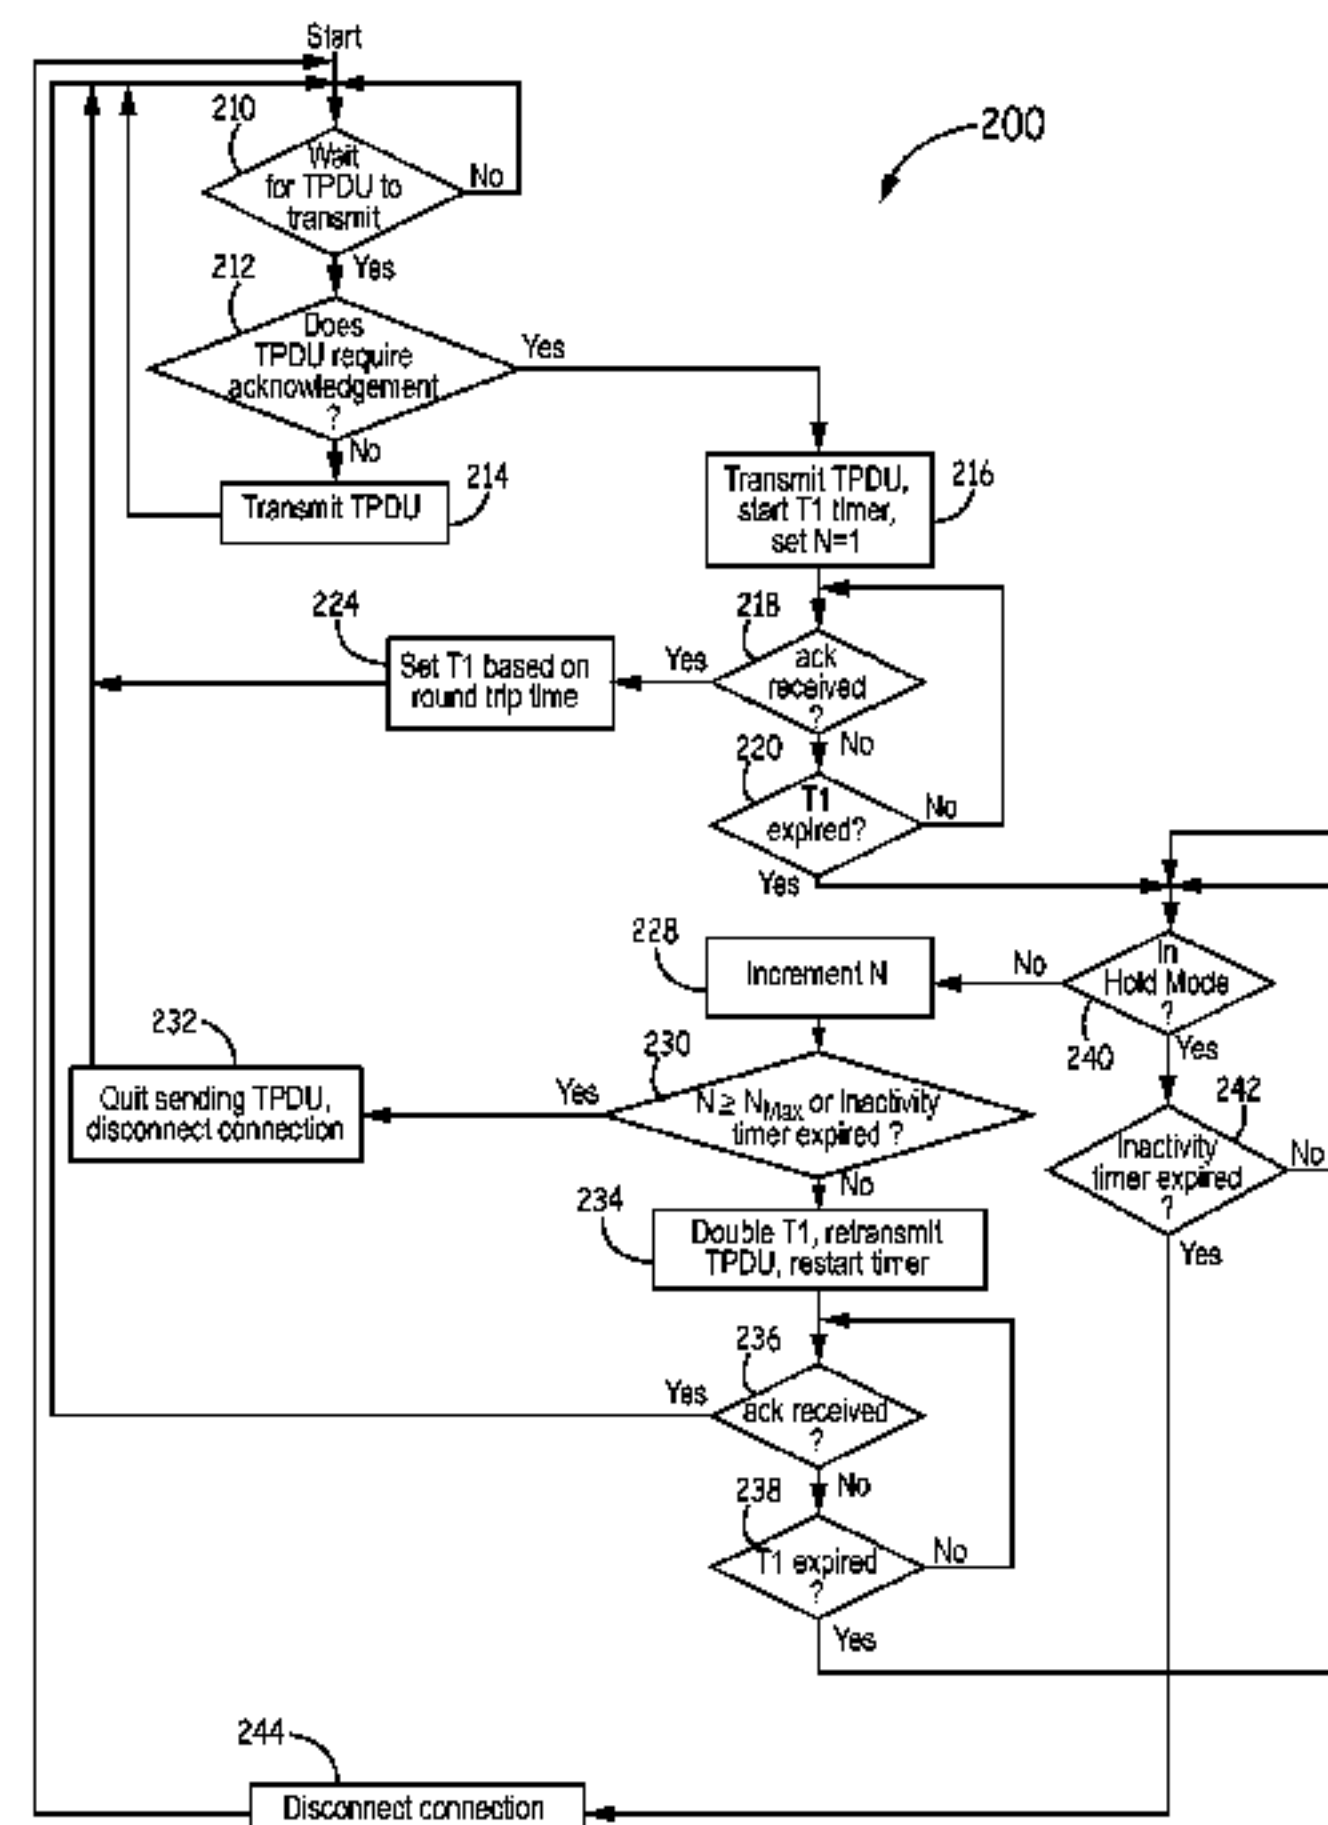 Start
200
210
Wait
for TPDU to
transmit
No
Yes
212
Does
TPDU require
acknowledgement
?
Yes
No
Transmit TPDU
214
Transmit TPDU,
start T1 timer,
set N=1
216
218
ack
received
?
Yes
No
224
Set T1 based on
round trip time
220
T1
expired?
No
Yes
In
Hold Mode
?
No
240
Yes
228
Increment N
230
N ≥ NMax or Inactivity
timer expired ?
Yes
No
232
Quit sending TPDU,
disconnect connection
242
Inactivity
timer expired
?
No
Yes
234
Double T1, retransmit
TPDU, restart timer
236
ack received
?
Yes
No
238
T1 expired
?
No
Yes
244
Disconnect connection